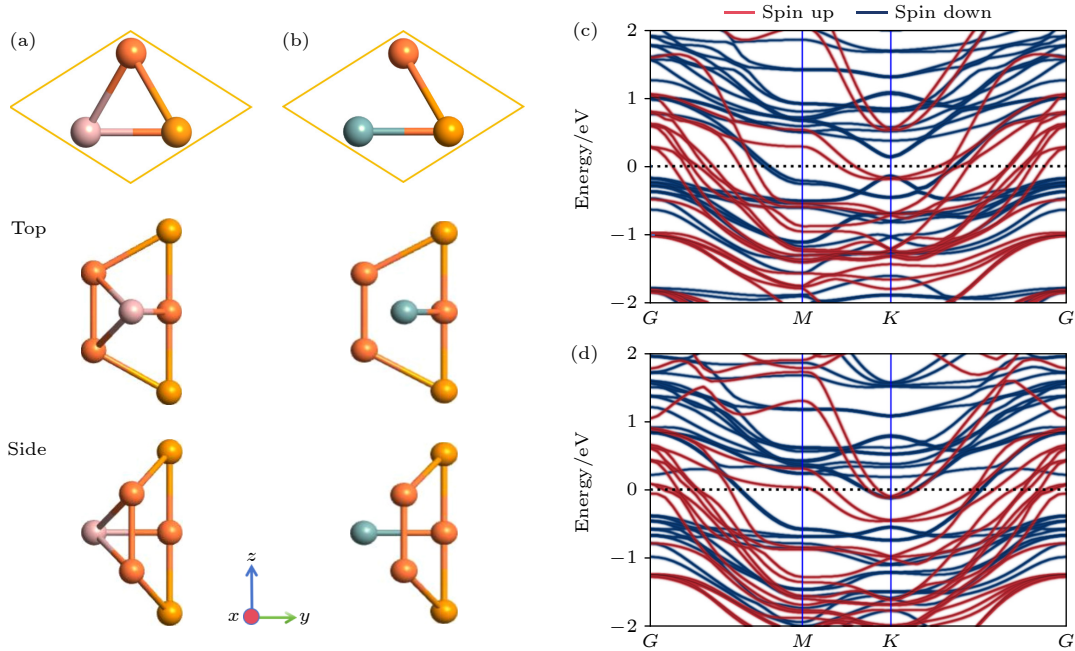 Spin up Spin down
(a)
(b)
(c)
Top
Side
z
x
y
Energy/eV
2
1
0
−1
−2
G
M
K
G
(d)
Energy/eV
2
1
0
−1
−2
G
M
K
G